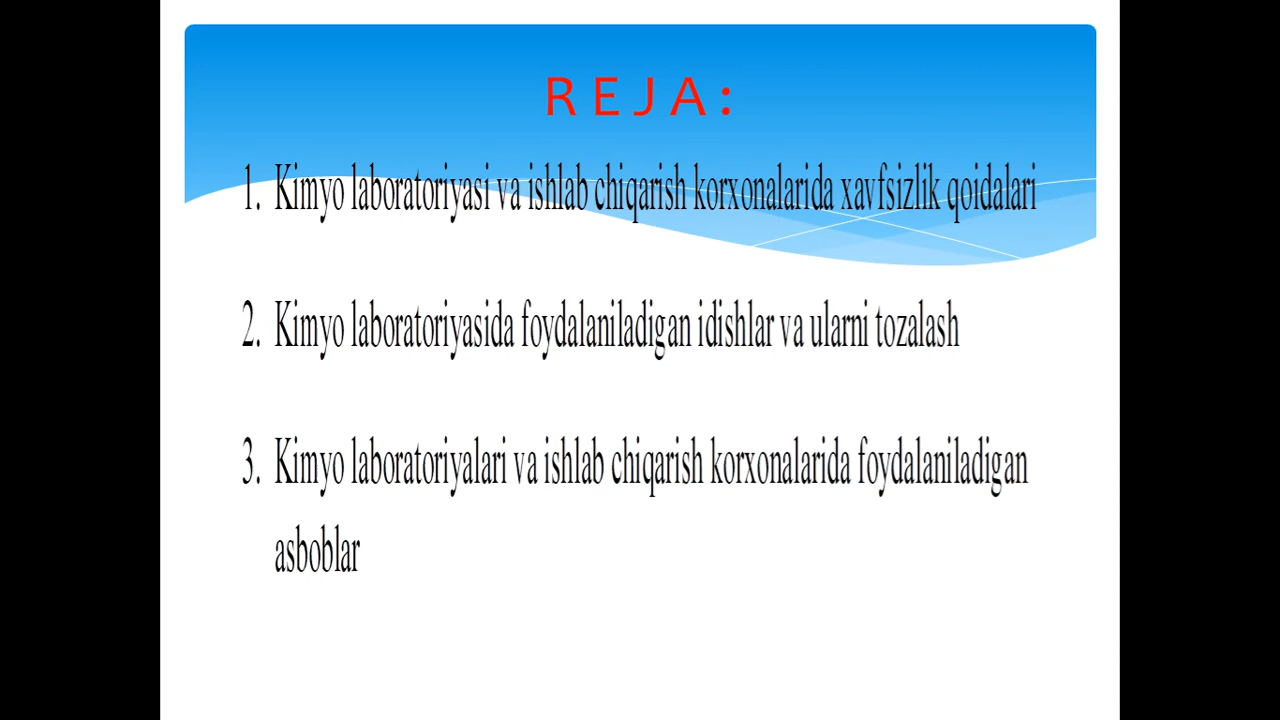 R E J A :
1. Kimyo laboratoriyasi va ishlab chiqarish korxonalarida xavfsizlik qoidalari
2. Kimyo laboratoriyasida foydalaniladigan idishlar va ularni tozalash
3. Kimyo laboratoriyalari va ishlab chiqarish korxonalarida foydalaniladigan
asboblar